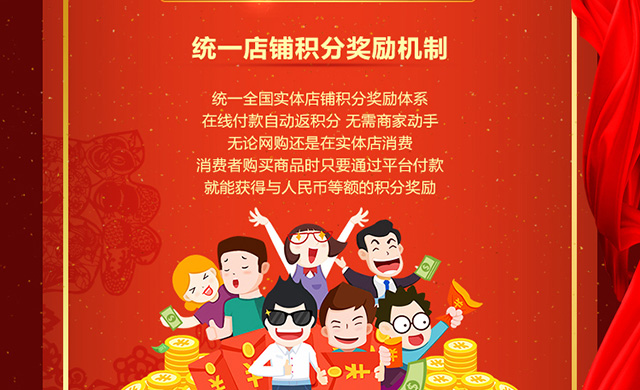 统一店铺积分奖励机制
统一全国实体店铺积分奖励体系
在线付款自动返积分 无需商家动手
无论网购还是在实体店消费
消费者购买商品时只要通过平台付款
就能获得与人民币等额的积分奖励